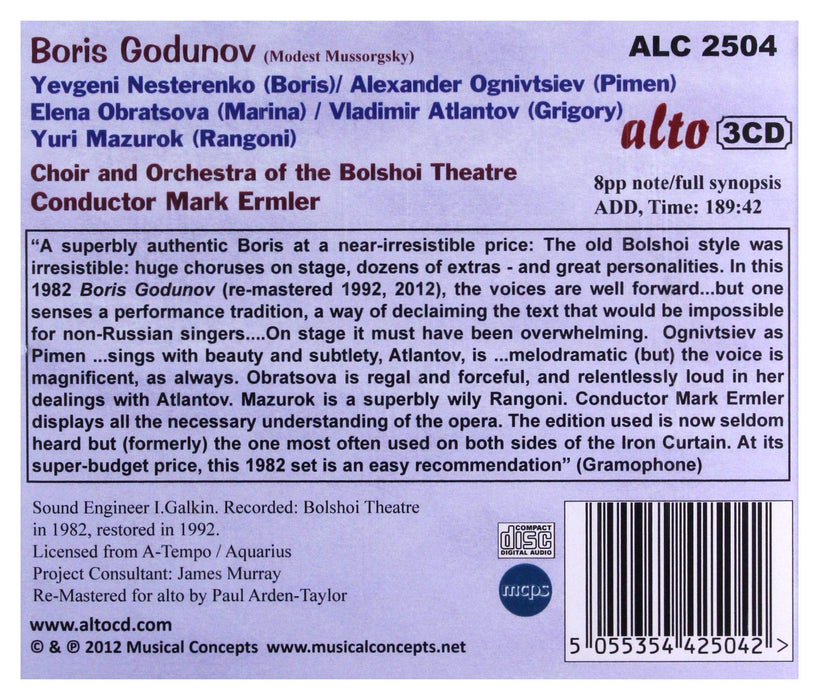 Boris Godunov (Modest Mussorgsky)
ALC 2504
Yevgeni Nesterenko (Boris)/ Alexander Ognivtsiev (Pimen)
Elena Obratsova (Marina) / Vladimir Atlantov (Grigory)
Yuri Mazurok (Rangoni)
alto 3CD
Choir and Orchestra of the Bolshoi Theatre
Conductor Mark Ermler
8pp note/full synopsis
ADD, Time: 189:42
“A superbly authentic Boris at a near-irresistible price: The old Bolshoi style was
irresistible: huge choruses on stage, dozens of extras - and great personalities. In this
1982 Boris Godunov (re-mastered 1992, 2012), the voices are well forward...but one
senses a performance tradition, a way of declaiming the text that would be impossible
for non-Russian singers....On stage it must have been overwhelming. Ognivtsiev as
Pimen ...sings with beauty and subtlety, Atlantov, is ...melodramatic (but) the voice is
magnificent, as always. Obratsova is regal and forceful, and relentlessly loud in her
dealings with Atlantov. Mazurok is a superbly wily Rangoni. Conductor Mark Ermler
displays all the necessary understanding of the opera. The edition used is now seldom
heard but (formerly) the one most often used on both sides of the Iron Curtain. At its
super-budget price, this 1982 set is an easy recommendation” (Gramophone)
Sound Engineer I.Galkin. Recorded: Bolshoi Theatre
in 1982, restored in 1992.
Licensed from A-Tempo / Aquarius
Project Consultant: James Murray
Re-Mastered for alto by Paul Arden-Taylor
www.altocd.com
© & ℗ 2012 Musical Concepts www.musicalconcepts.net
COMPACT
disc
DIGITAL AUDIO
mcps
5 055354 425042 >